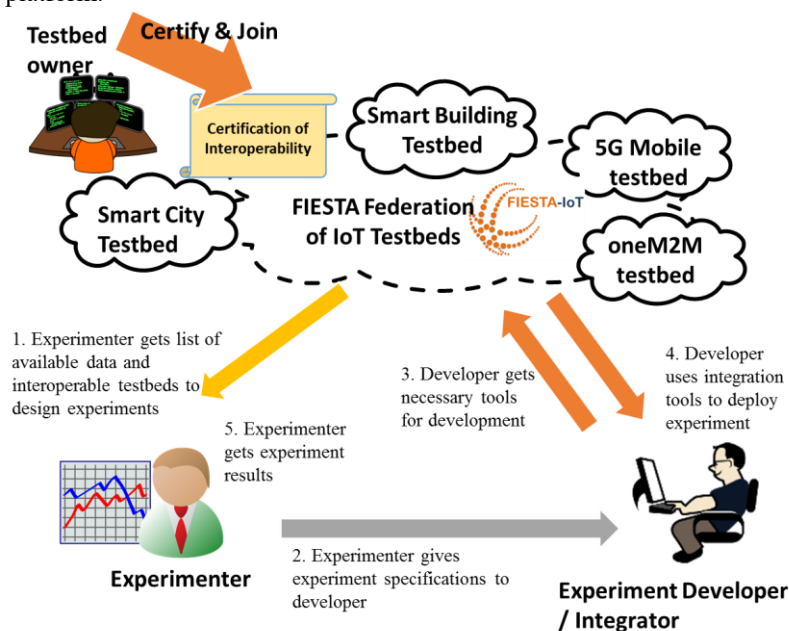 platform.
Testbed
owner
Certify & Join
Certification of
Interoperability
Smart Building
Testbed
5G Mobile
testbed
Smart City
Testbed
FIESTA Federation
of IoT Testbeds
FIESTA-IoT
oneM2M
testbed
1. Experimenter gets list of
available data and
interoperable testbeds to
design experiments
3. Developer gets
necessary tools
for development
4. Developer
uses integration
tools to deploy
experiment
5. Experimenter
gets experiment
results
2. Experimenter gives
experiment specifications to
developer
Experimenter
Experiment Developer
/ Integrator